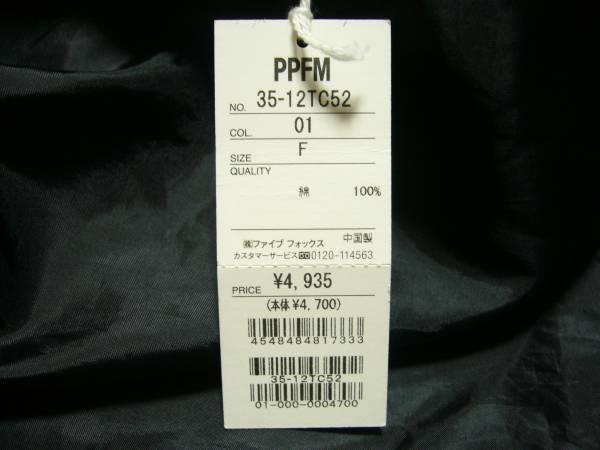 PPFM
NO. 35-12TC52
COL. 01
SIZE F
QUALITY
綿 100%
㈱ファイブ フォックス 中国製
カスタマーサービス 0120-114563
PRICE ¥4,935
(本体¥4,700)
4548484817333
35-12TC52
01-000-0004700